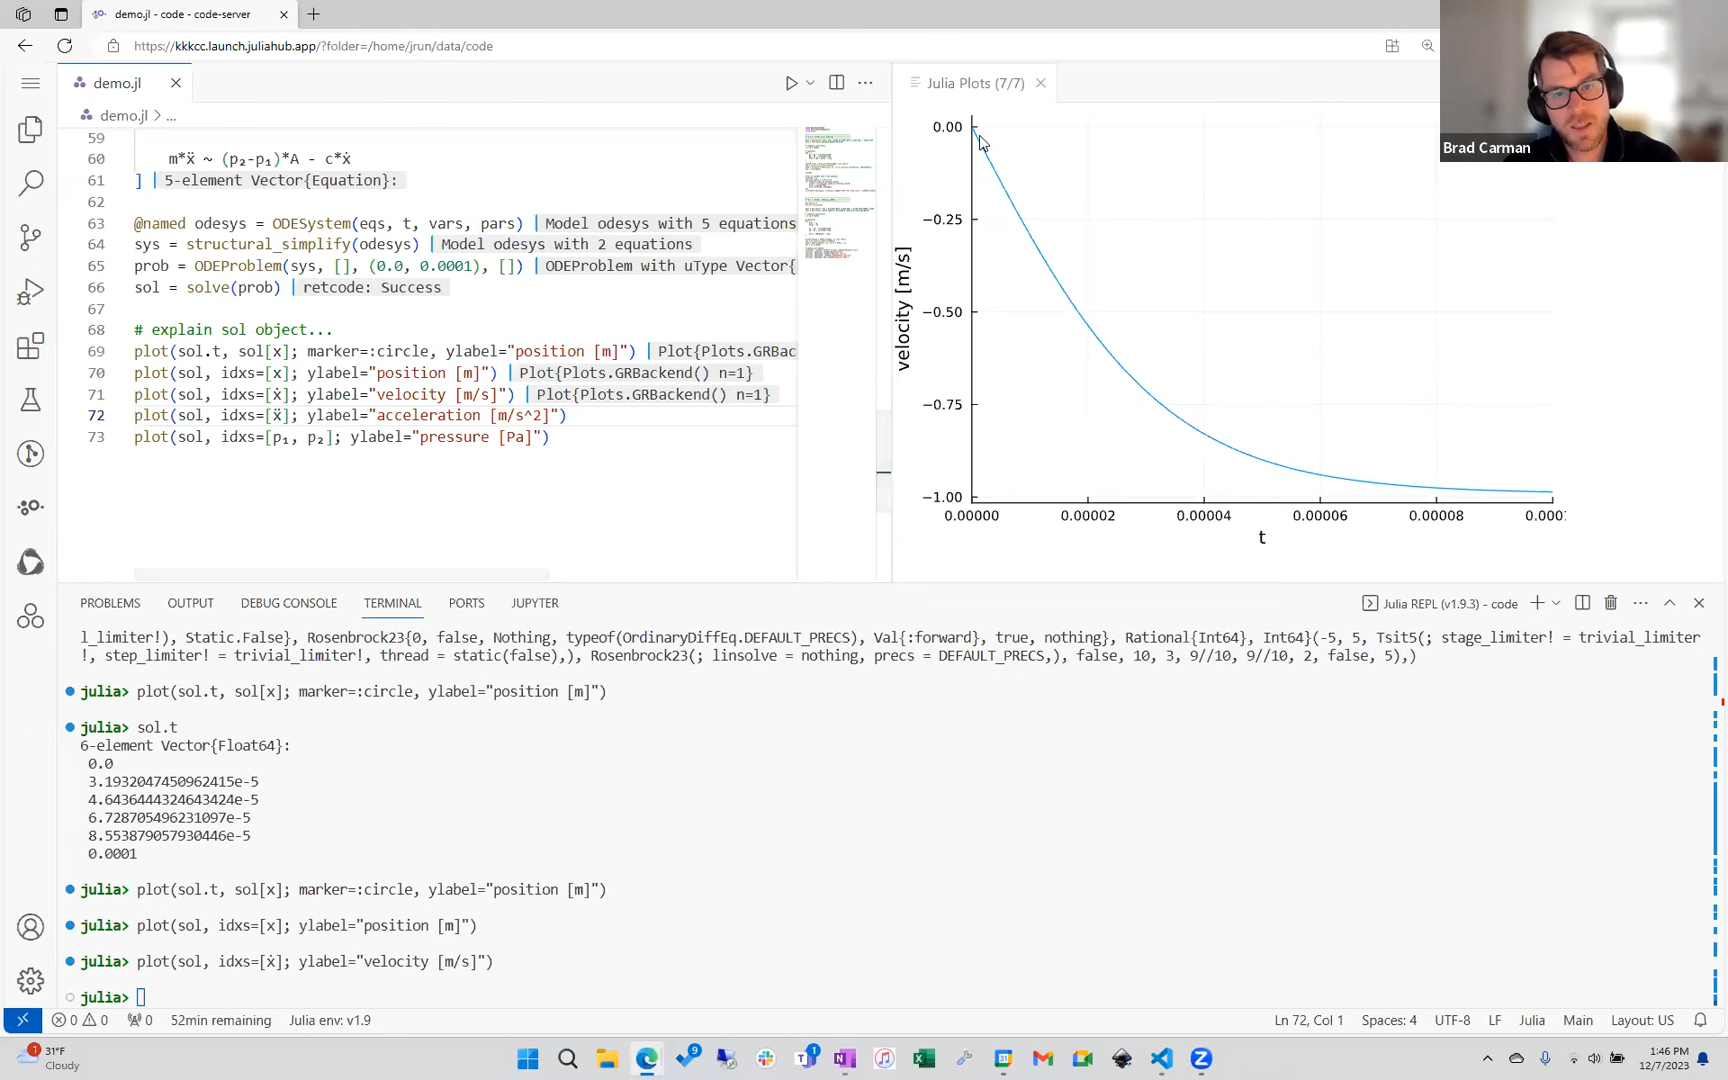 demo.jl - code - code-server
https://kkkcc.launch.juliahub.app/?folder=/home/jrun/data/code
demo.jl
demo.jl > ...
59
60 m*ẍ ~ (p₂-p₁)*A - c*ẋ
61 ] 5-element Vector{Equation}:
62
63 @named odesys = ODESystem(eqs, t, vars, pars) Model odesys with 5 equations
64 sys = structural_simplify(odesys) Model odesys with 2 equations
65 prob = ODEProblem(sys, [], (0.0, 0.0001), []) ODEProblem with uType Vector{
66 sol = solve(prob) retcode: Success
67
68 # explain sol object...
69 plot(sol.t, sol[x]; marker=:circle, ylabel="position [m]") Plot{Plots.GRBac
70 plot(sol, idxs=[x]; ylabel="position [m]") Plot{Plots.GRBackend() n=1}
71 plot(sol, idxs=[ẋ]; ylabel="velocity [m/s]") Plot{Plots.GRBackend() n=1}
72 plot(sol, idxs=[ẍ]; ylabel="acceleration [m/s^2]")
73 plot(sol, idxs=[p₁, p₂]; ylabel="pressure [Pa]")
Julia Plots (7/7)
0.00
−0.25
−0.50
−0.75
−1.00
velocity [m/s]
0.00000 0.00002 0.00004 0.00006 0.00008 0.000
t
Brad Carman
PROBLEMS OUTPUT DEBUG CONSOLE TERMINAL PORTS JUPYTER
Julia REPL (v1.9.3) - code
l_limiter!), Static.False}, Rosenbrock23{0, false, Nothing, typeof(OrdinaryDiffEq.DEFAULT_PRECS), Val{:forward}, true, nothing}, Rational{Int64}, Int64}(-5, 5, Tsit5(; stage_limiter! = trivial_limiter
!, step_limiter! = trivial_limiter!, thread = static(false),), Rosenbrock23(; linsolve = nothing, precs = DEFAULT_PRECS,), false, 10, 3, 9//10, 9//10, 2, false, 5),)
julia> plot(sol.t, sol[x]; marker=:circle, ylabel="position [m]")
julia> sol.t
6-element Vector{Float64}:
0.0
3.1932047450962415e-5
4.6436444324643424e-5
6.728705496231097e-5
8.553879057930446e-5
0.0001
julia> plot(sol.t, sol[x]; marker=:circle, ylabel="position [m]")
julia> plot(sol, idxs=[x]; ylabel="position [m]")
julia> plot(sol, idxs=[ẋ]; ylabel="velocity [m/s]")
julia>
0 0 0 52min remaining Julia env: v1.9
Ln 72, Col 1 Spaces: 4 UTF-8 LF Julia Main Layout: US
1
31°F
Cloudy
9
1
1:46 PM
12/7/2023